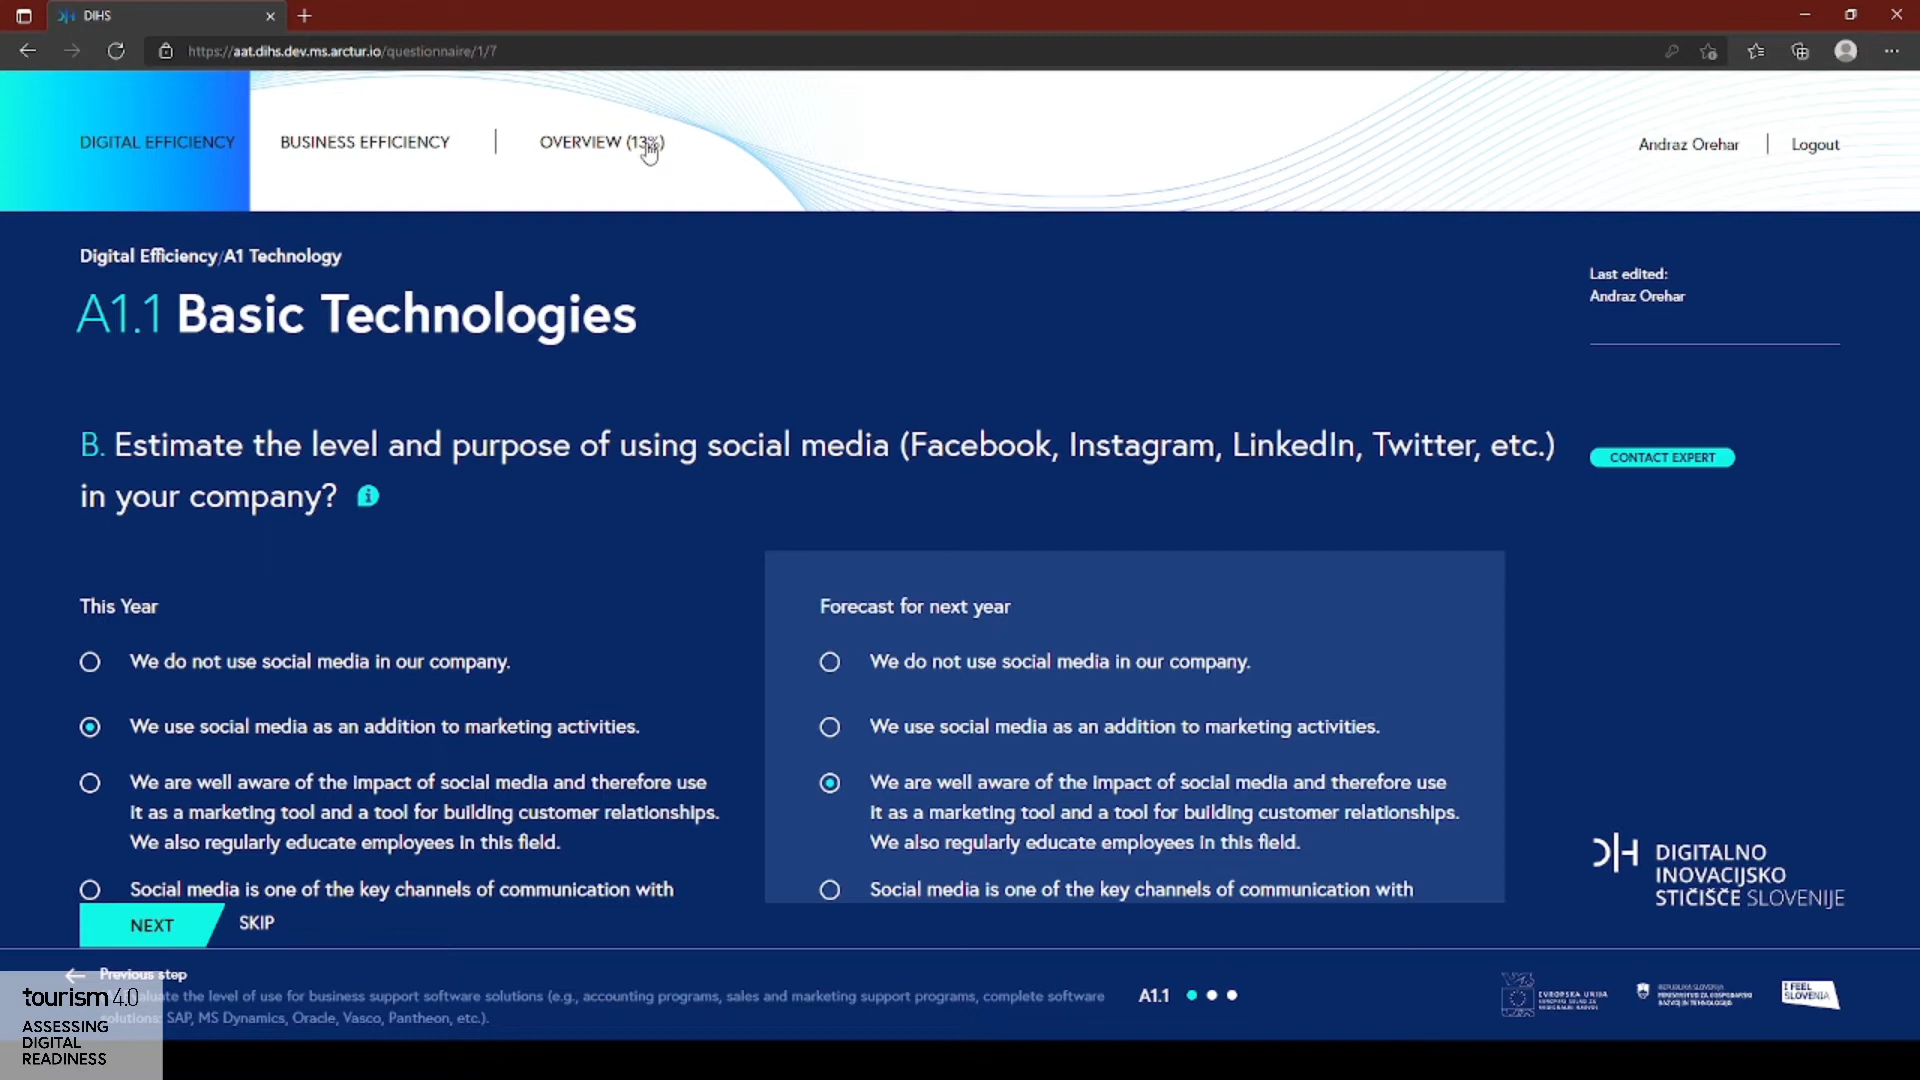 DIHS
https://aat.dihs.dev.ms.arctur.io/questionnaire/1/7
DIGITAL EFFICIENCY
BUSINESS EFFICIENCY
OVERVIEW (13%)
Andraz Orehar
Logout
Digital Efficiency/A1 Technology
A1.1 Basic Technologies
Last edited:
Andraz Orehar
B. Estimate the level and purpose of using social media (Facebook, Instagram, LinkedIn, Twitter, etc.)
in your company?
CONTACT EXPERT
This Year
We do not use social media in our company.
We use social media as an addition to marketing activities.
We are well aware of the impact of social media and therefore use
it as a marketing tool and a tool for building customer relationships.
We also regularly educate employees in this field.
Social media is one of the key channels of communication with
Forecast for next year
We do not use social media in our company.
We use social media as an addition to marketing activities.
We are well aware of the impact of social media and therefore use
it as a marketing tool and a tool for building customer relationships.
We also regularly educate employees in this field.
Social media is one of the key channels of communication with
NEXT
SKIP
DIGITALNO
INOVACIJSKO
STIČIŠČE SLOVENIJE
Previous step
the level of use for business support software solutions (e.g., accounting programs, sales and marketing support programs, complete software
solutions: SAP, MS Dynamics, Oracle, Vasco, Pantheon, etc.).
A1.1
EVROPSKA UNIJA
REPUBLIKA SLOVENIJA
I FEEL
SLOVENIA
tourism 4.0
ASSESSING
DIGITAL
READINESS